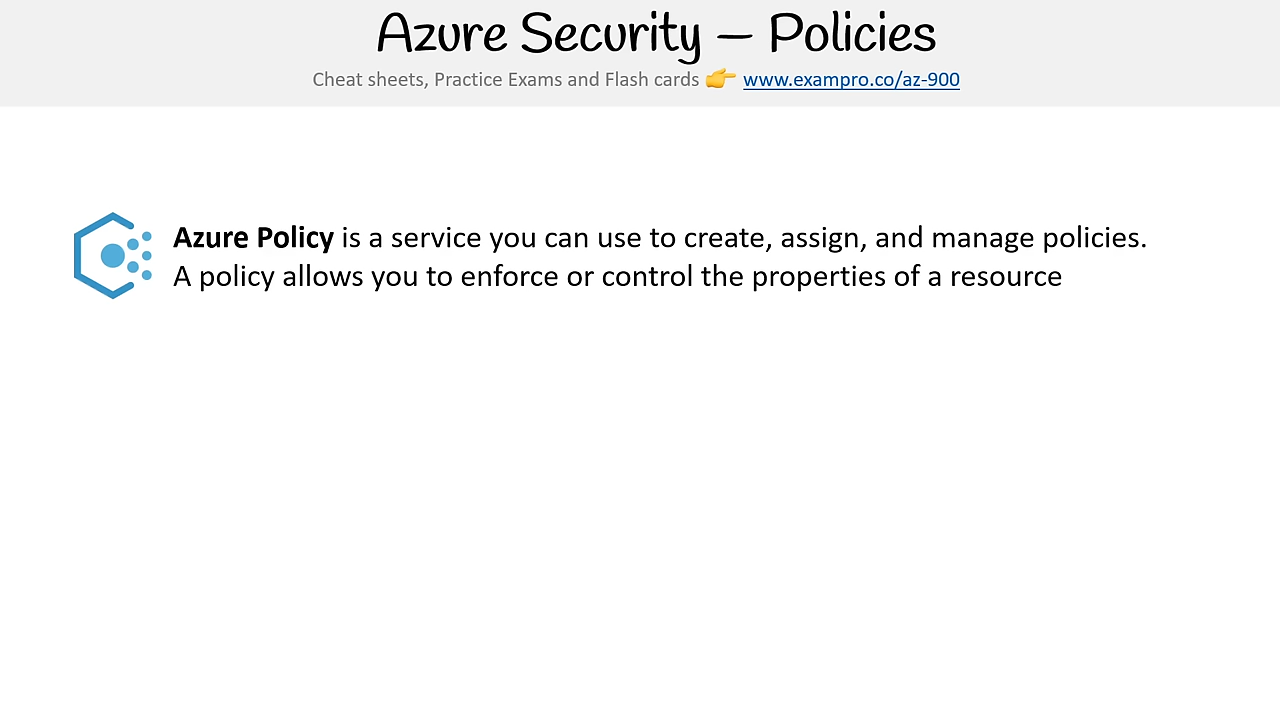 Azure Security – Policies
Cheat sheets, Practice Exams and Flash cards 👉 www.exampro.co/az-900
Azure Policy is a service you can use to create, assign, and manage policies.
A policy allows you to enforce or control the properties of a resource